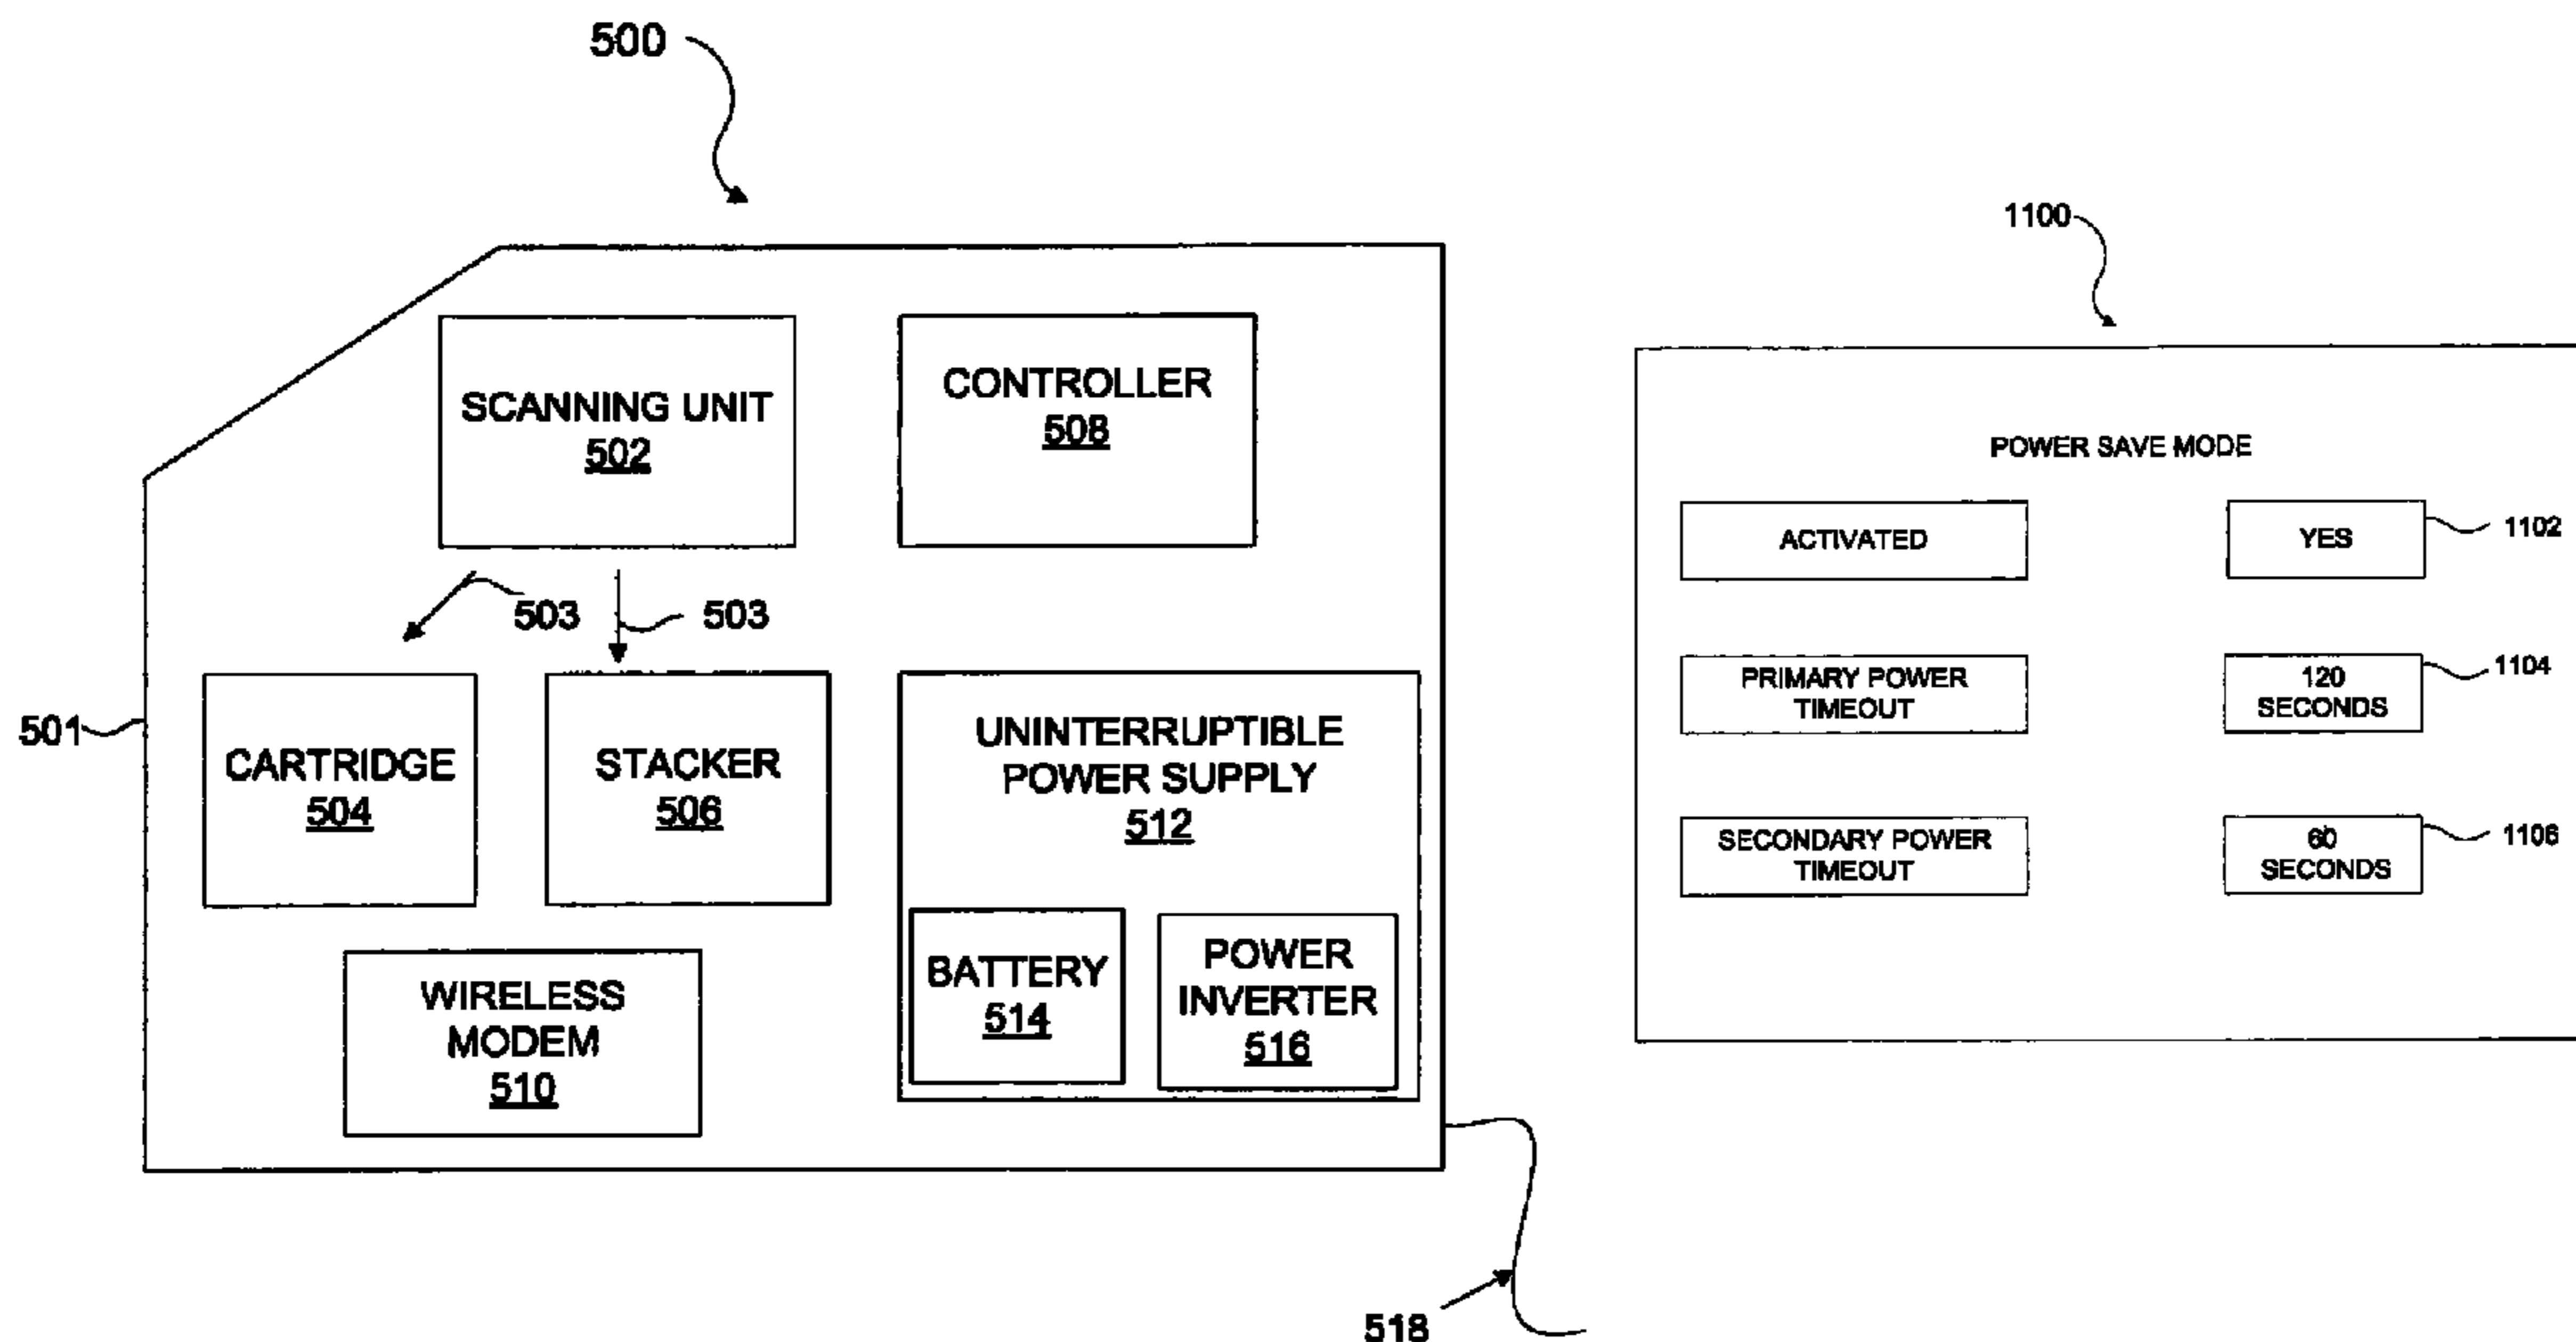 500
SCANNING UNIT
502
CONTROLLER
508
503
503
501
CARTRIDGE
504
STACKER
506
UNINTERRUPTIBLE
POWER SUPPLY
512
BATTERY
514
POWER
INVERTER
516
WIRELESS
MODEM
510
518
1100
POWER SAVE MODE
ACTIVATED
YES
1102
PRIMARY POWER
TIMEOUT
120
SECONDS
1104
SECONDARY POWER
TIMEOUT
60
SECONDS
1106